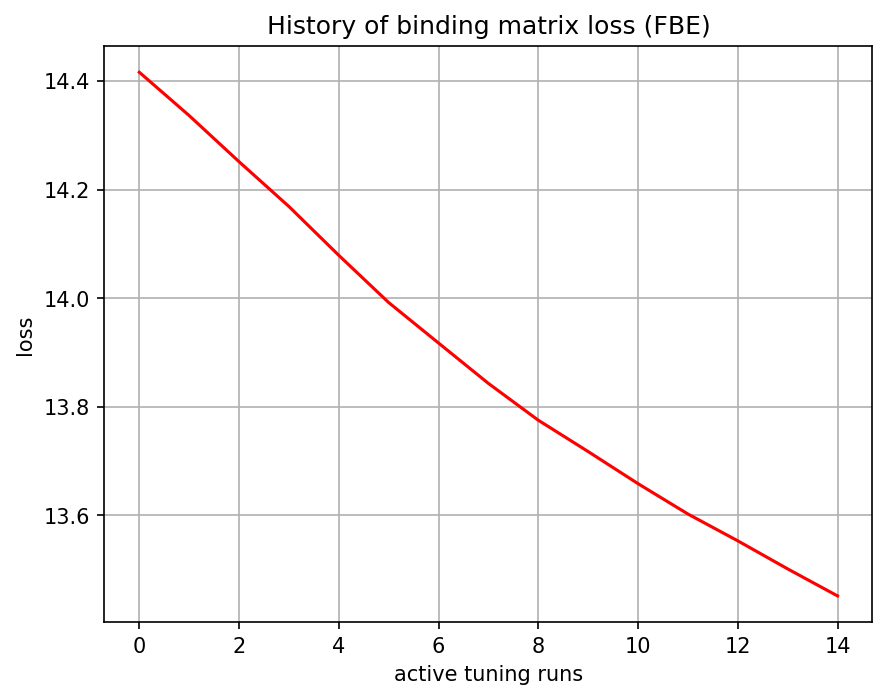 History of binding matrix loss (FBE)
14.4
14.2
14.0
13.8
13.6
loss
0 2 4 6 8 10 12 14
active tuning runs